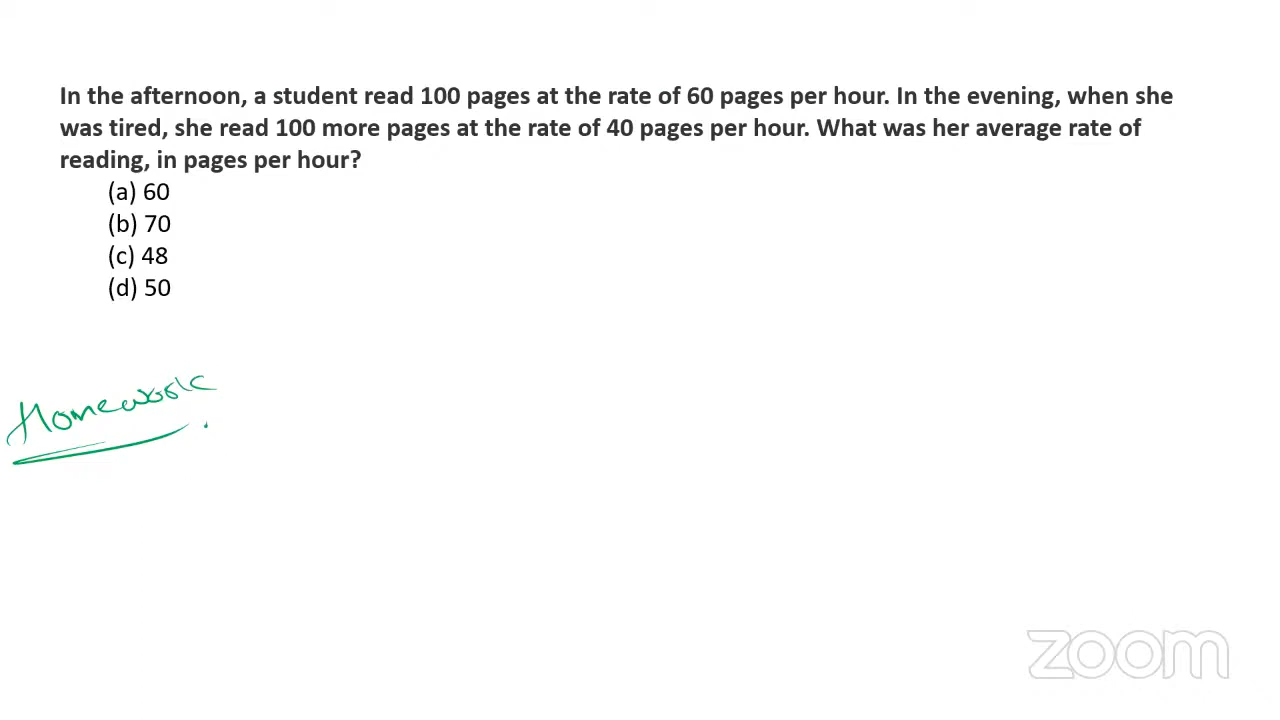 In the afternoon, a student read 100 pages at the rate of 60 pages per hour. In the evening, when she
was tired, she read 100 more pages at the rate of 40 pages per hour. What was her average rate of
reading, in pages per hour?
(a) 60
(b) 70
(c) 48
(d) 50
Homework
zoom